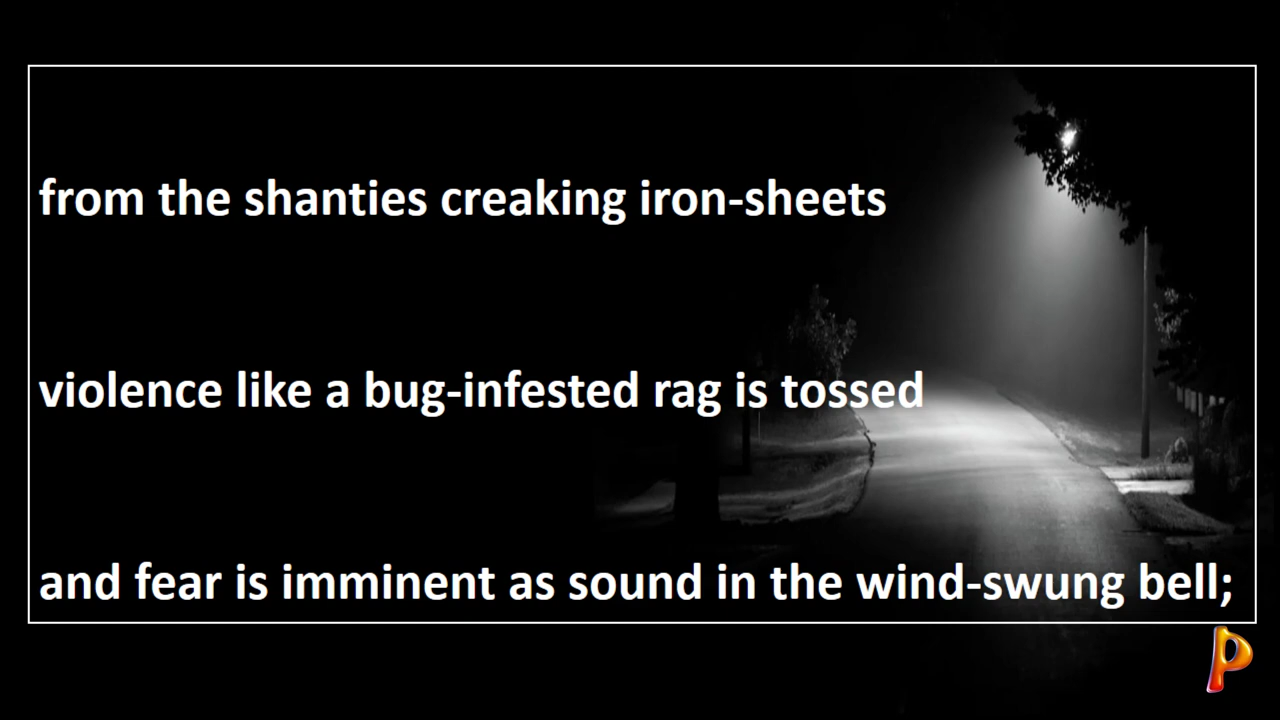 from the shanties creaking iron-sheets
violence like a bug-infested rag is tossed
and fear is imminent as sound in the wind-swung bell;
P